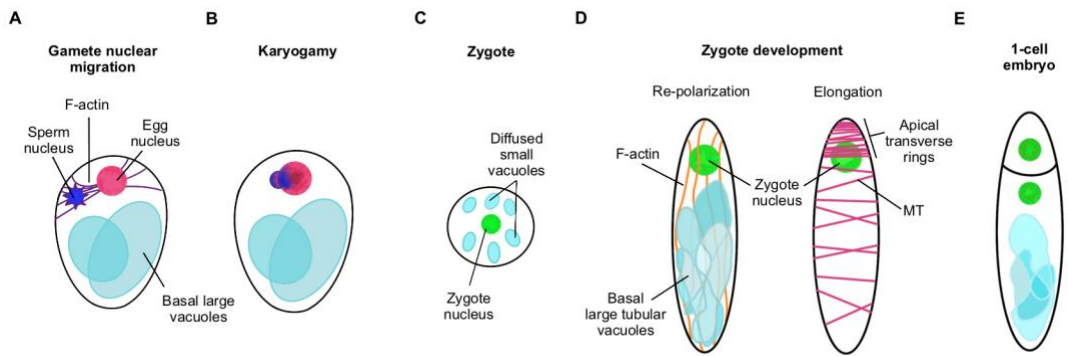 A
Gamete nuclear
migration
F-actin
Sperm
nucleus
Egg
nucleus
Basal large
vacuoles
B
Karyogamy
C
Zygote
Diffused
small
vacuoles
Zygote
nucleus
D
Zygote development
Re-polarization
Elongation
F-actin
Zygote
nucleus
Apical
transverse
rings
MT
Basal
large tubular
vacuoles
E
1-cell
embryo